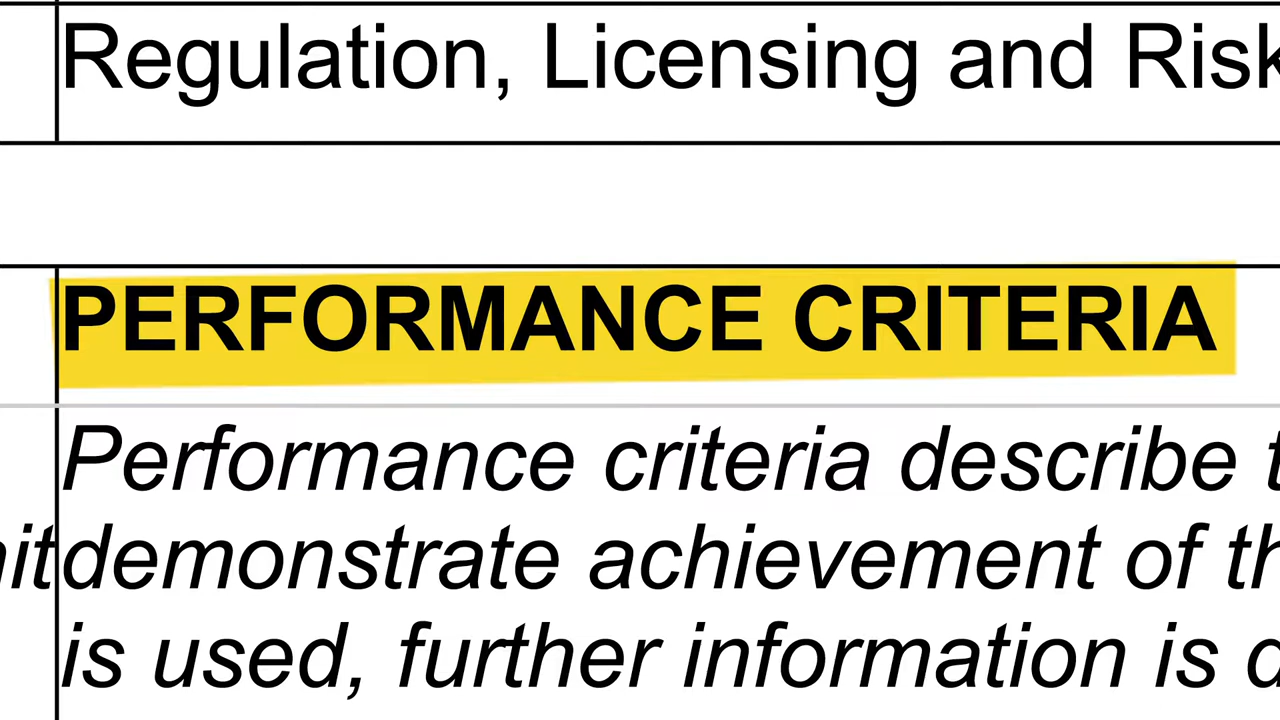 Regulation, Licensing and Risk
PERFORMANCE CRITERIA
Performance criteria describe
demonstrate achievement of
is used, further information is